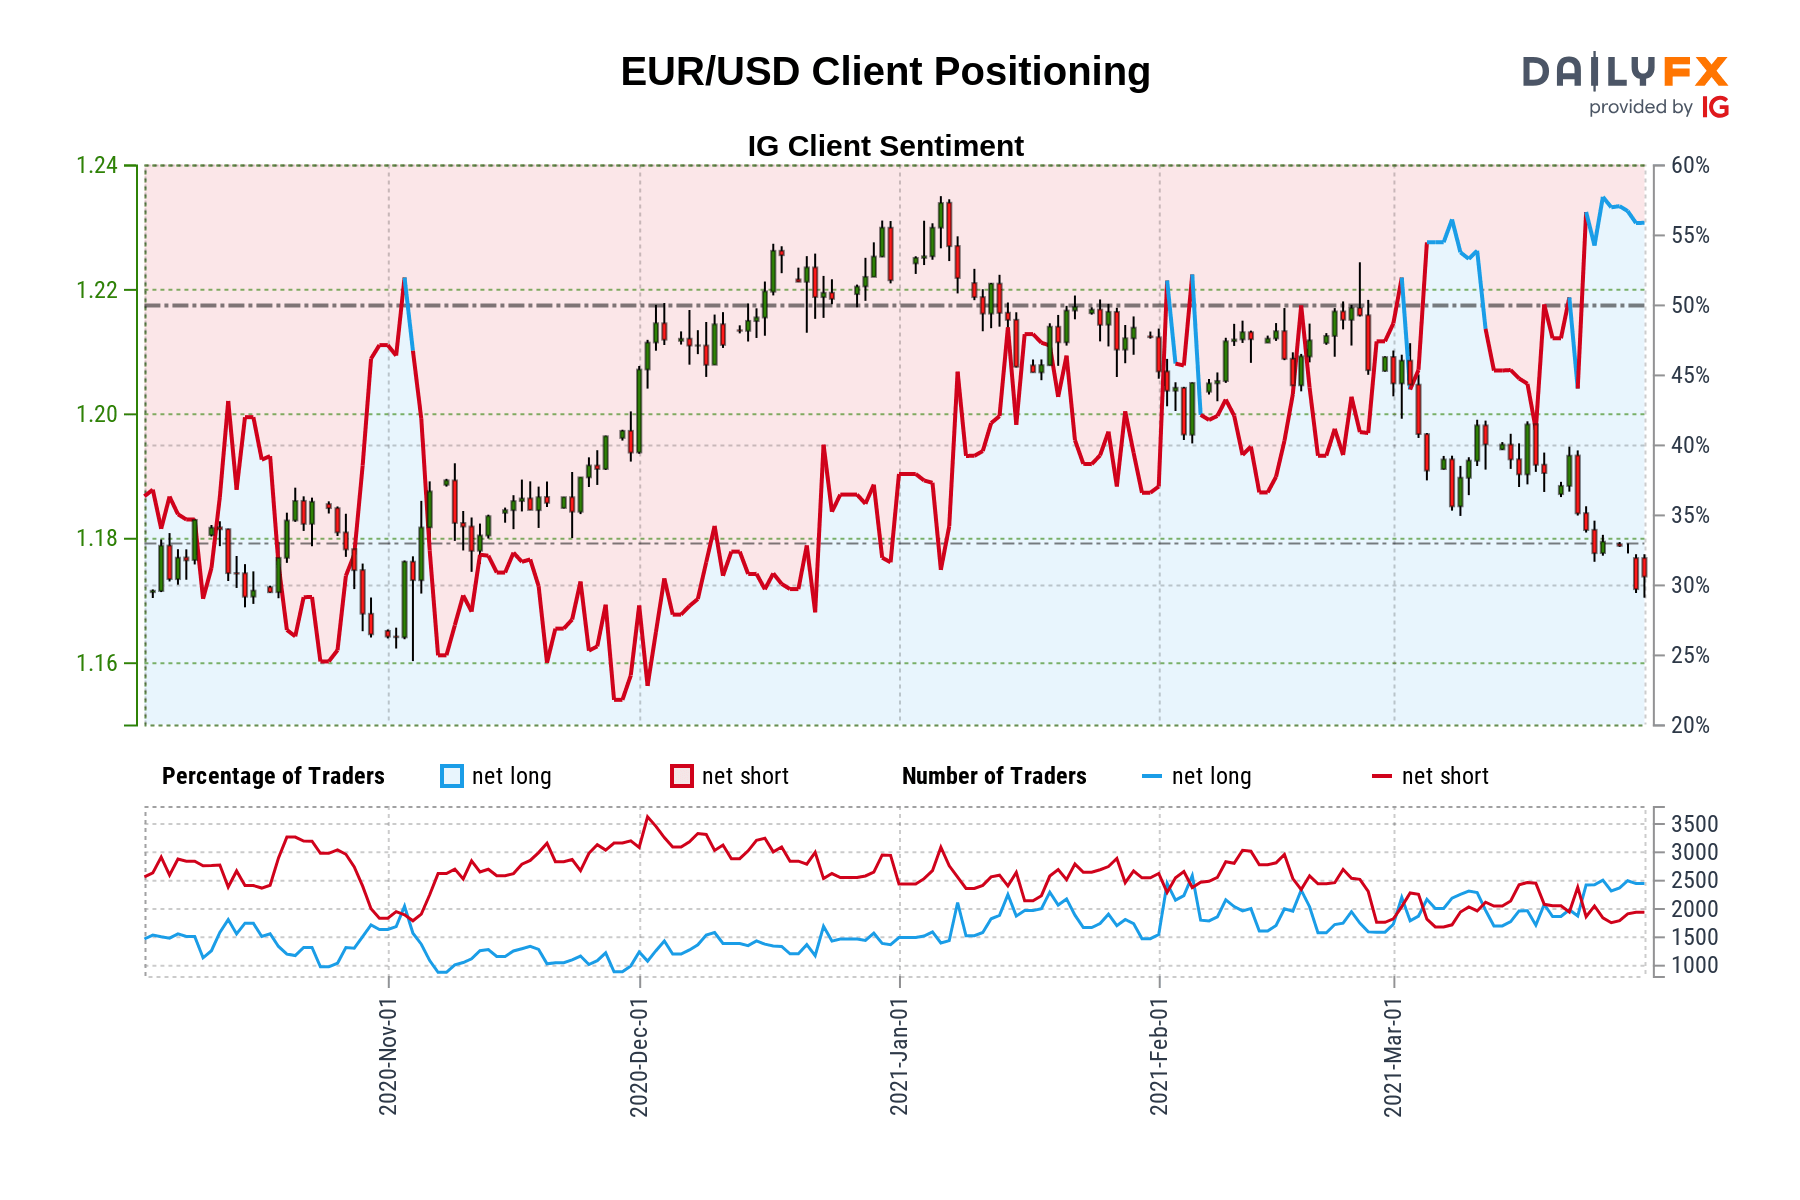 EUR/USD Client Positioning
DAILYFX
provided by IG
IG Client Sentiment
1.24
1.22
1.20
1.18
1.16
60%
55%
50%
45%
40%
35%
30%
25%
20%
Percentage of Traders net long net short Number of Traders net long net short
3500
3000
2500
2000
1500
1000
2020-Nov-01
2020-Dec-01
2021-Jan-01
2021-Feb-01
2021-Mar-01